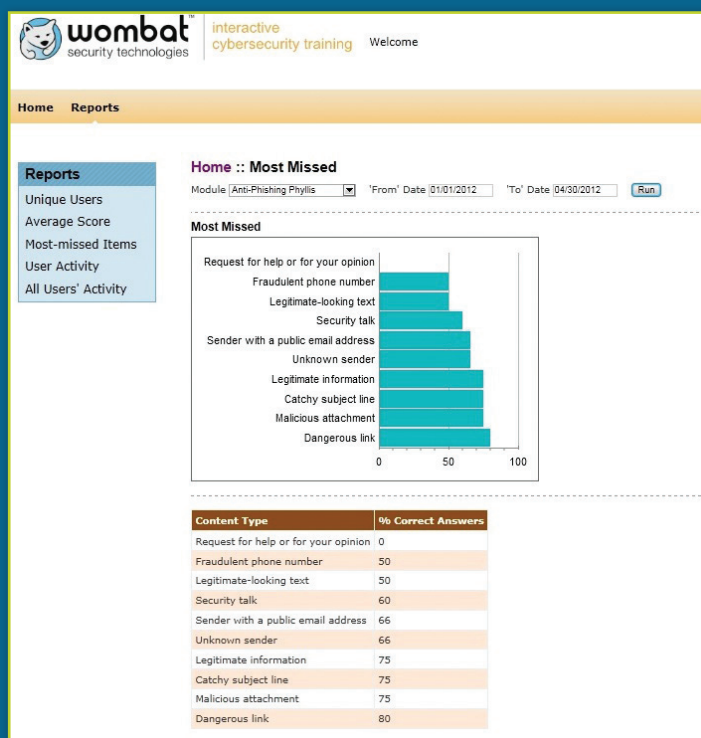 wombat™
security technologies
interactive
cybersecurity training
Welcome
Home Reports
Reports
Unique Users
Average Score
Most-missed Items
User Activity
All Users' Activity
Home :: Most Missed
Module Anti-Phishing Phyllis 'From' Date 01/01/2012 'To' Date 04/30/2012 Run
Most Missed
Request for help or for your opinion
Fraudulent phone number
Legitimate-looking text
Security talk
Sender with a public email address
Unknown sender
Legitimate information
Catchy subject line
Malicious attachment
Dangerous link
0 50 100
Content Type % Correct Answers
Request for help or for your opinion 0
Fraudulent phone number 50
Legitimate-looking text 50
Security talk 60
Sender with a public email address 66
Unknown sender 66
Legitimate information 75
Catchy subject line 75
Malicious attachment 75
Dangerous link 80